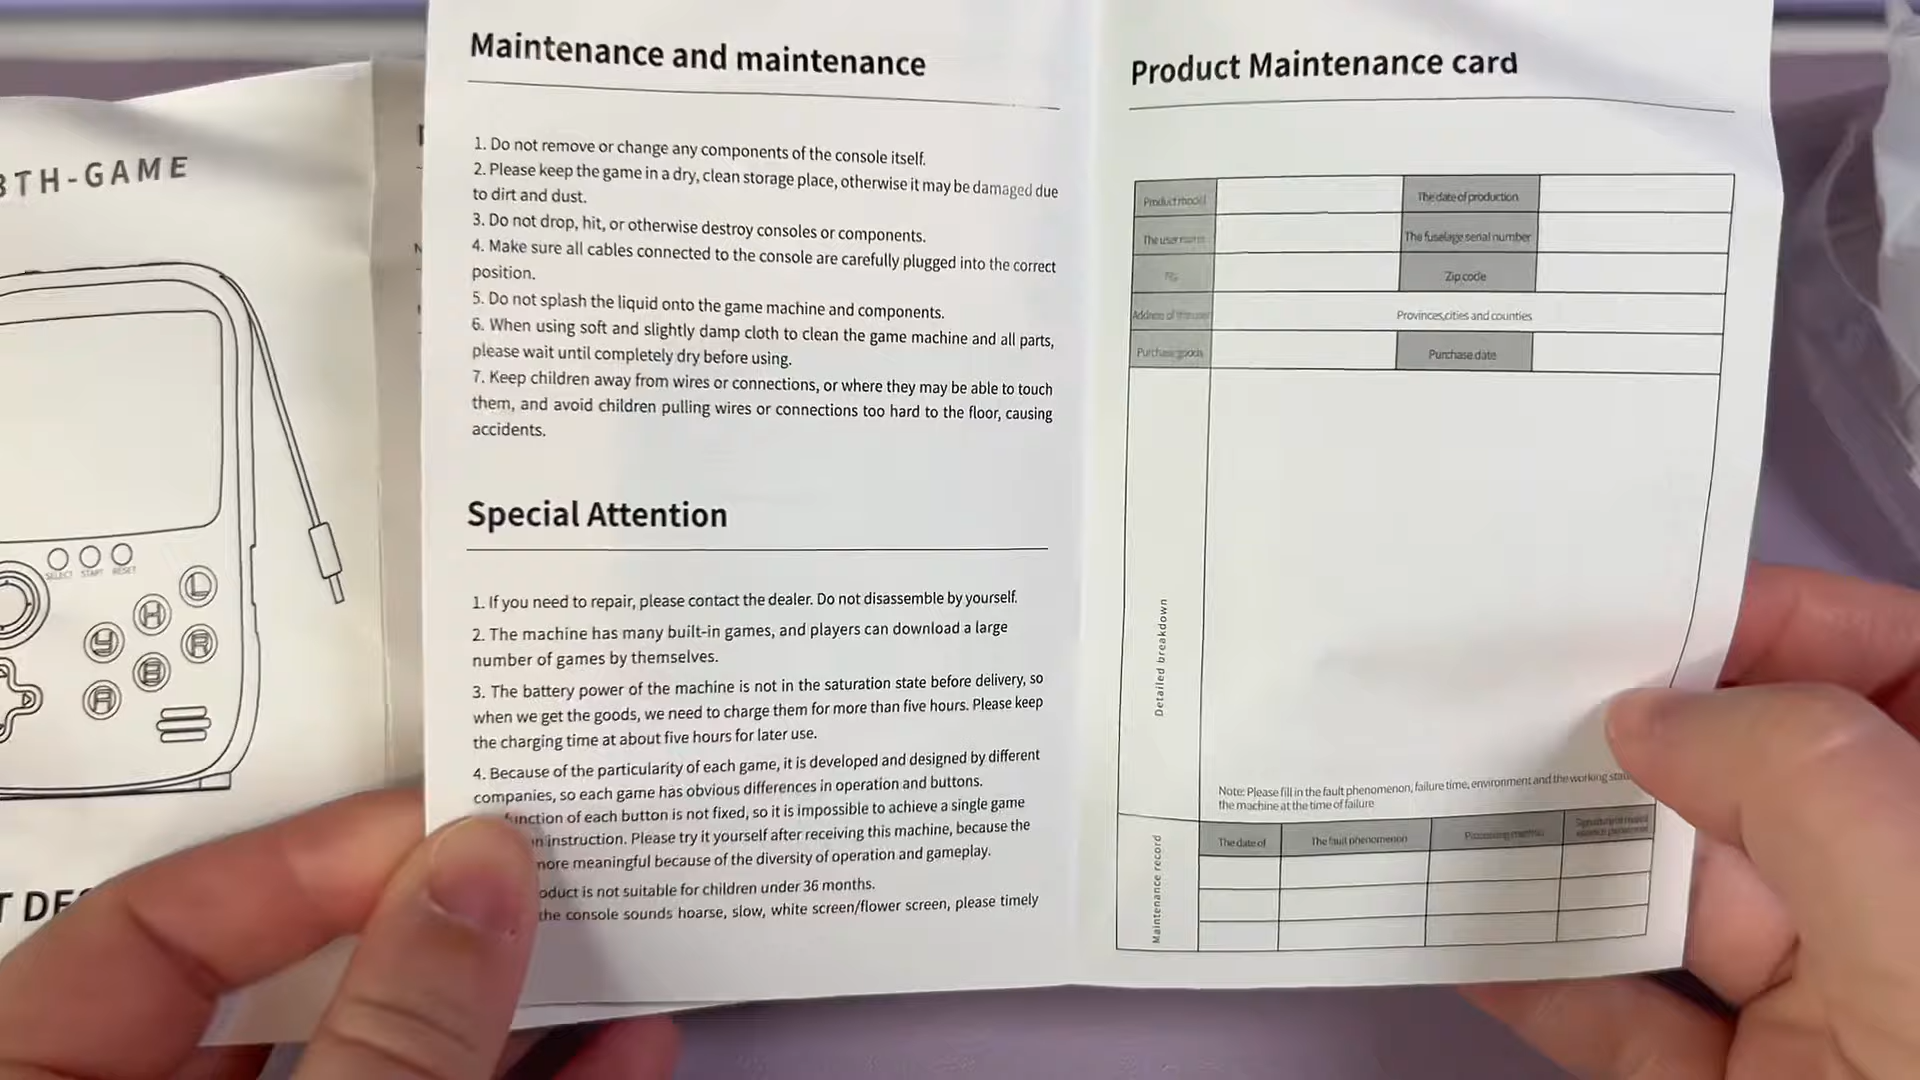 BTH-GAME
SELECT START RESET
L
H
Y
R
B
A
T DE
Maintenance and maintenance
1. Do not remove or change any components of the console itself.
2. Please keep the game in a dry, clean storage place, otherwise it may be damaged due
to dirt and dust.
3. Do not drop, hit, or otherwise destroy consoles or components.
4. Make sure all cables connected to the console are carefully plugged into the correct
position.
5. Do not splash the liquid onto the game machine and components.
6. When using soft and slightly damp cloth to clean the game machine and all parts,
please wait until completely dry before using.
7. Keep children away from wires or connections, or where they may be able to touch
them, and avoid children pulling wires or connections too hard to the floor, causing
accidents.
Special Attention
1. If you need to repair, please contact the dealer. Do not disassemble by yourself.
2. The machine has many built-in games, and players can download a large
number of games by themselves.
3. The battery power of the machine is not in the saturation state before delivery, so
when we get the goods, we need to charge them for more than five hours. Please keep
the charging time at about five hours for later use.
4. Because of the particularity of each game, it is developed and designed by different
companies, so each game has obvious differences in operation and buttons.
function of each button is not fixed, so it is impossible to achieve a single game
instruction. Please try it yourself after receiving this machine, because the
more meaningful because of the diversity of operation and gameplay.
oduct is not suitable for children under 36 months.
the console sounds hoarse, slow, white screen/flower screen, please timely
Product Maintenance card
Product model
The date of production
The user name
The fuselage serial number
Zip code
Address of the user
Provinces,cities and counties
Purchase goods
Purchase date
Detailed breakdown
Note: Please fill in the fault phenomenon, failure time, environment and the working
the machine at the time of failure
Maintenance record
The date of
The fault phenomenon